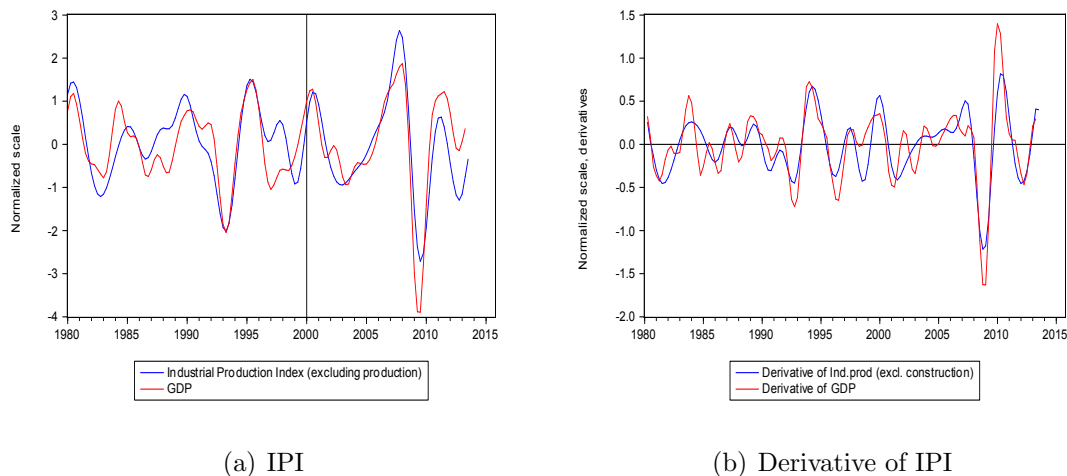 3
2
1
0
-1
-2
-3
-4
Normalized scale
1980 1985 1990 1995 2000 2005 2010 2015
Industrial Production Index (excluding production)
GDP
(a) IPI
1.5
1.0
0.5
0.0
-0.5
-1.0
-1.5
-2.0
Normalized scale, derivatives
1980 1985 1990 1995 2000 2005 2010 2015
Derivative of Ind.prod (excl. construction)
Derivative of GDP
(b) Derivative of IPI